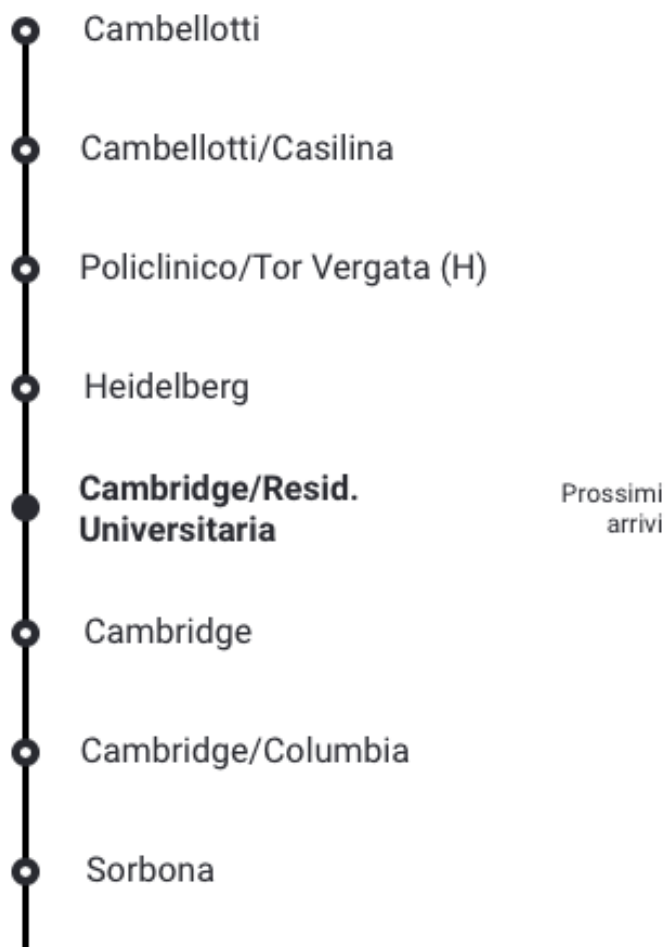 Cambellotti
Cambellotti/Casilina
Policlinico/Tor Vergata (H)
Heidelberg
Cambridge/Resid.
Universitaria
Prossimi
arrivi
Cambridge
Cambridge/Columbia
Sorbona